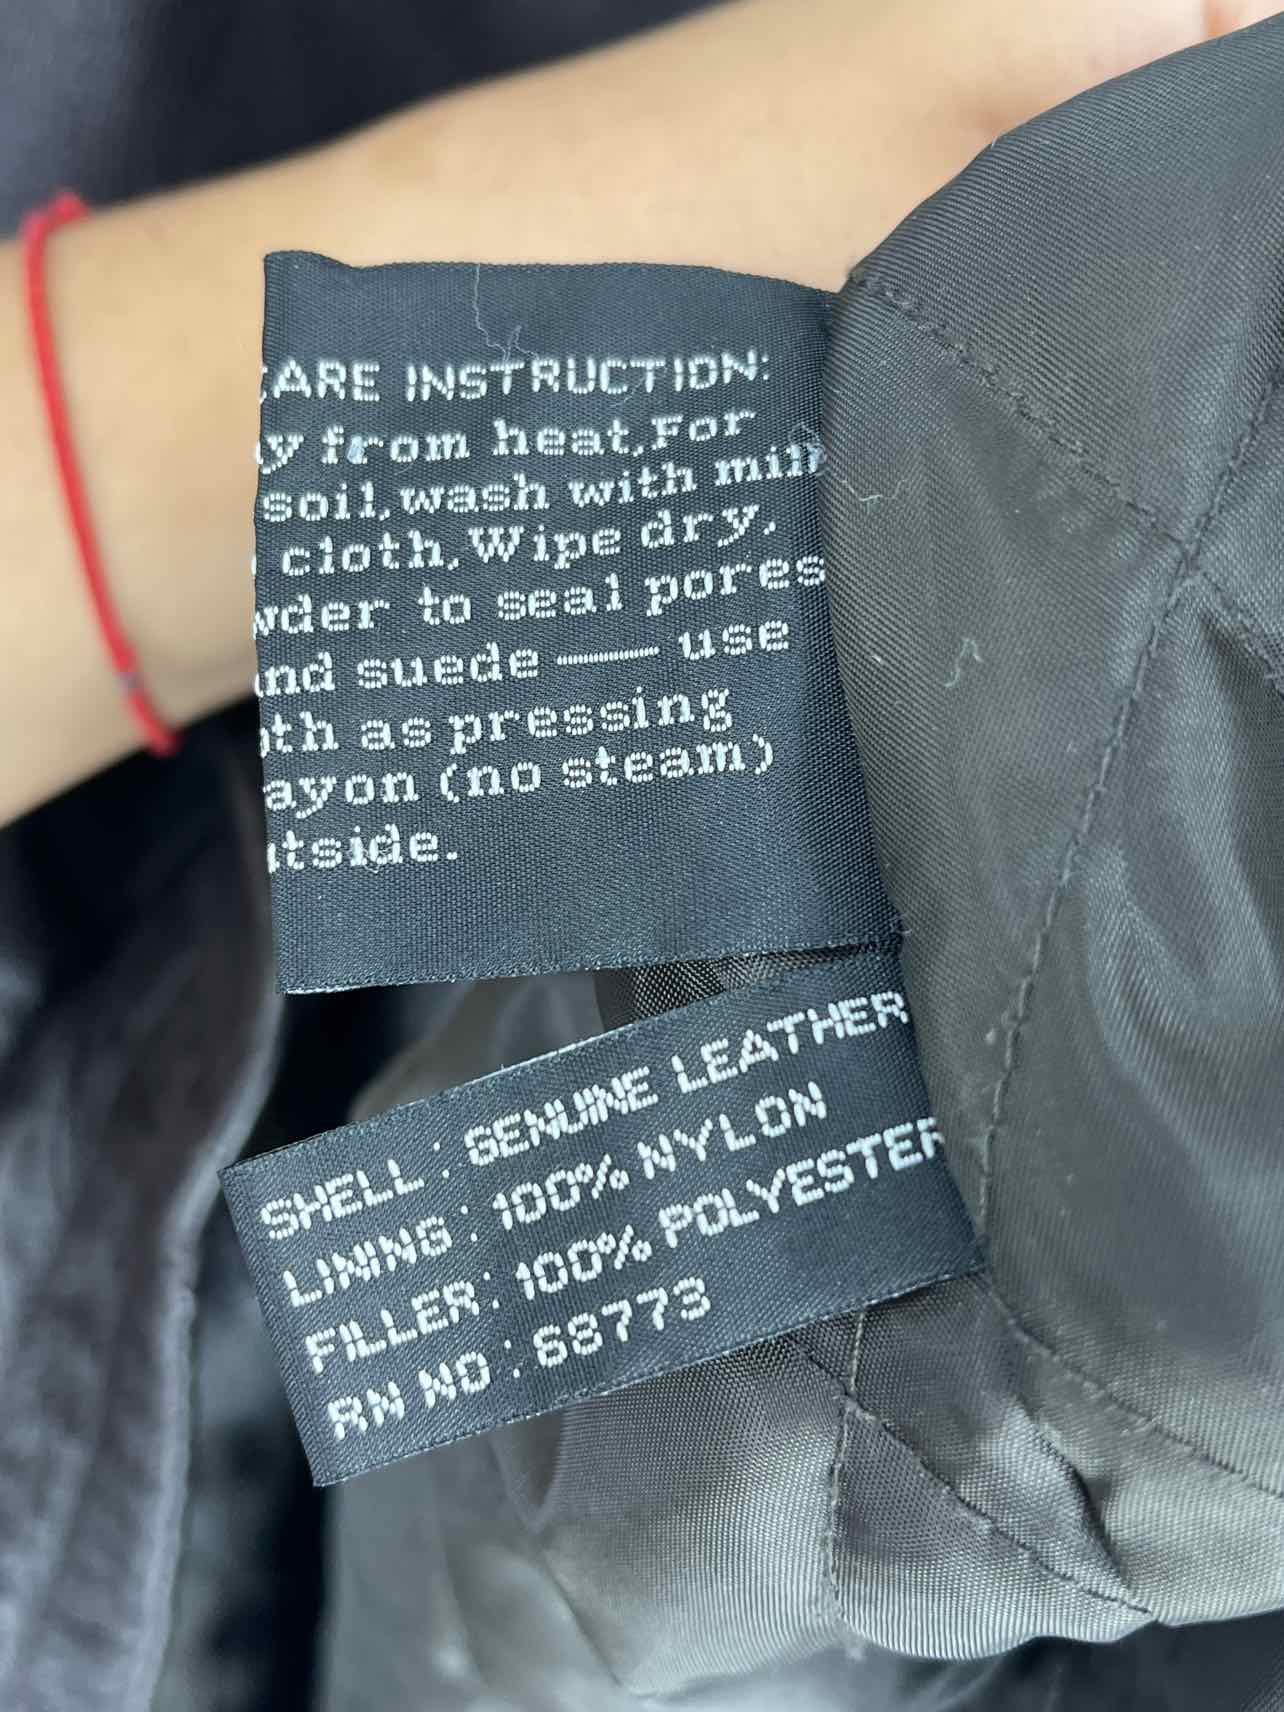 CARE INSTRUCTION:
y from heat,For
soil,wash with mil
cloth,Wipe dry,
wder to seal pores
nd suede — use
th as pressing
ayon (no steam)
tside.
SHELL : GENUINE LEATHER
LINING : 100% NYLON
FILLER : 100% POLYESTER
RN NO : 68773